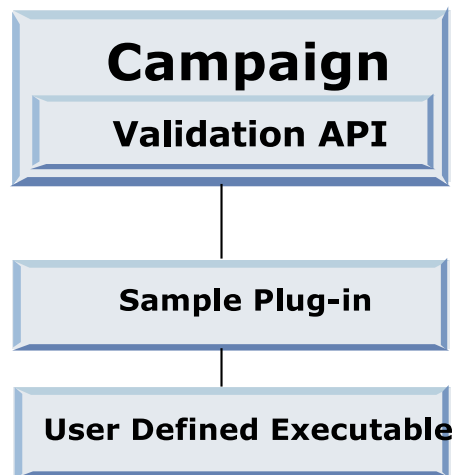 Campaign
Validation API
Sample Plug-in
User Defined Executable